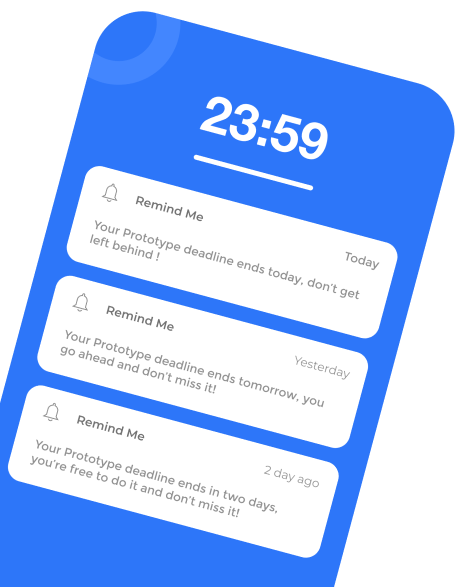 23:59
Remind Me
Today
Your Prototype deadline ends today, don't get
left behind !
Remind Me
Yesterday
Your Prototype deadline ends tomorrow, you
go ahead and don't miss it!
Remind Me
2 day ago
Your Prototype deadline ends in two days,
you're free to do it and don't miss it!